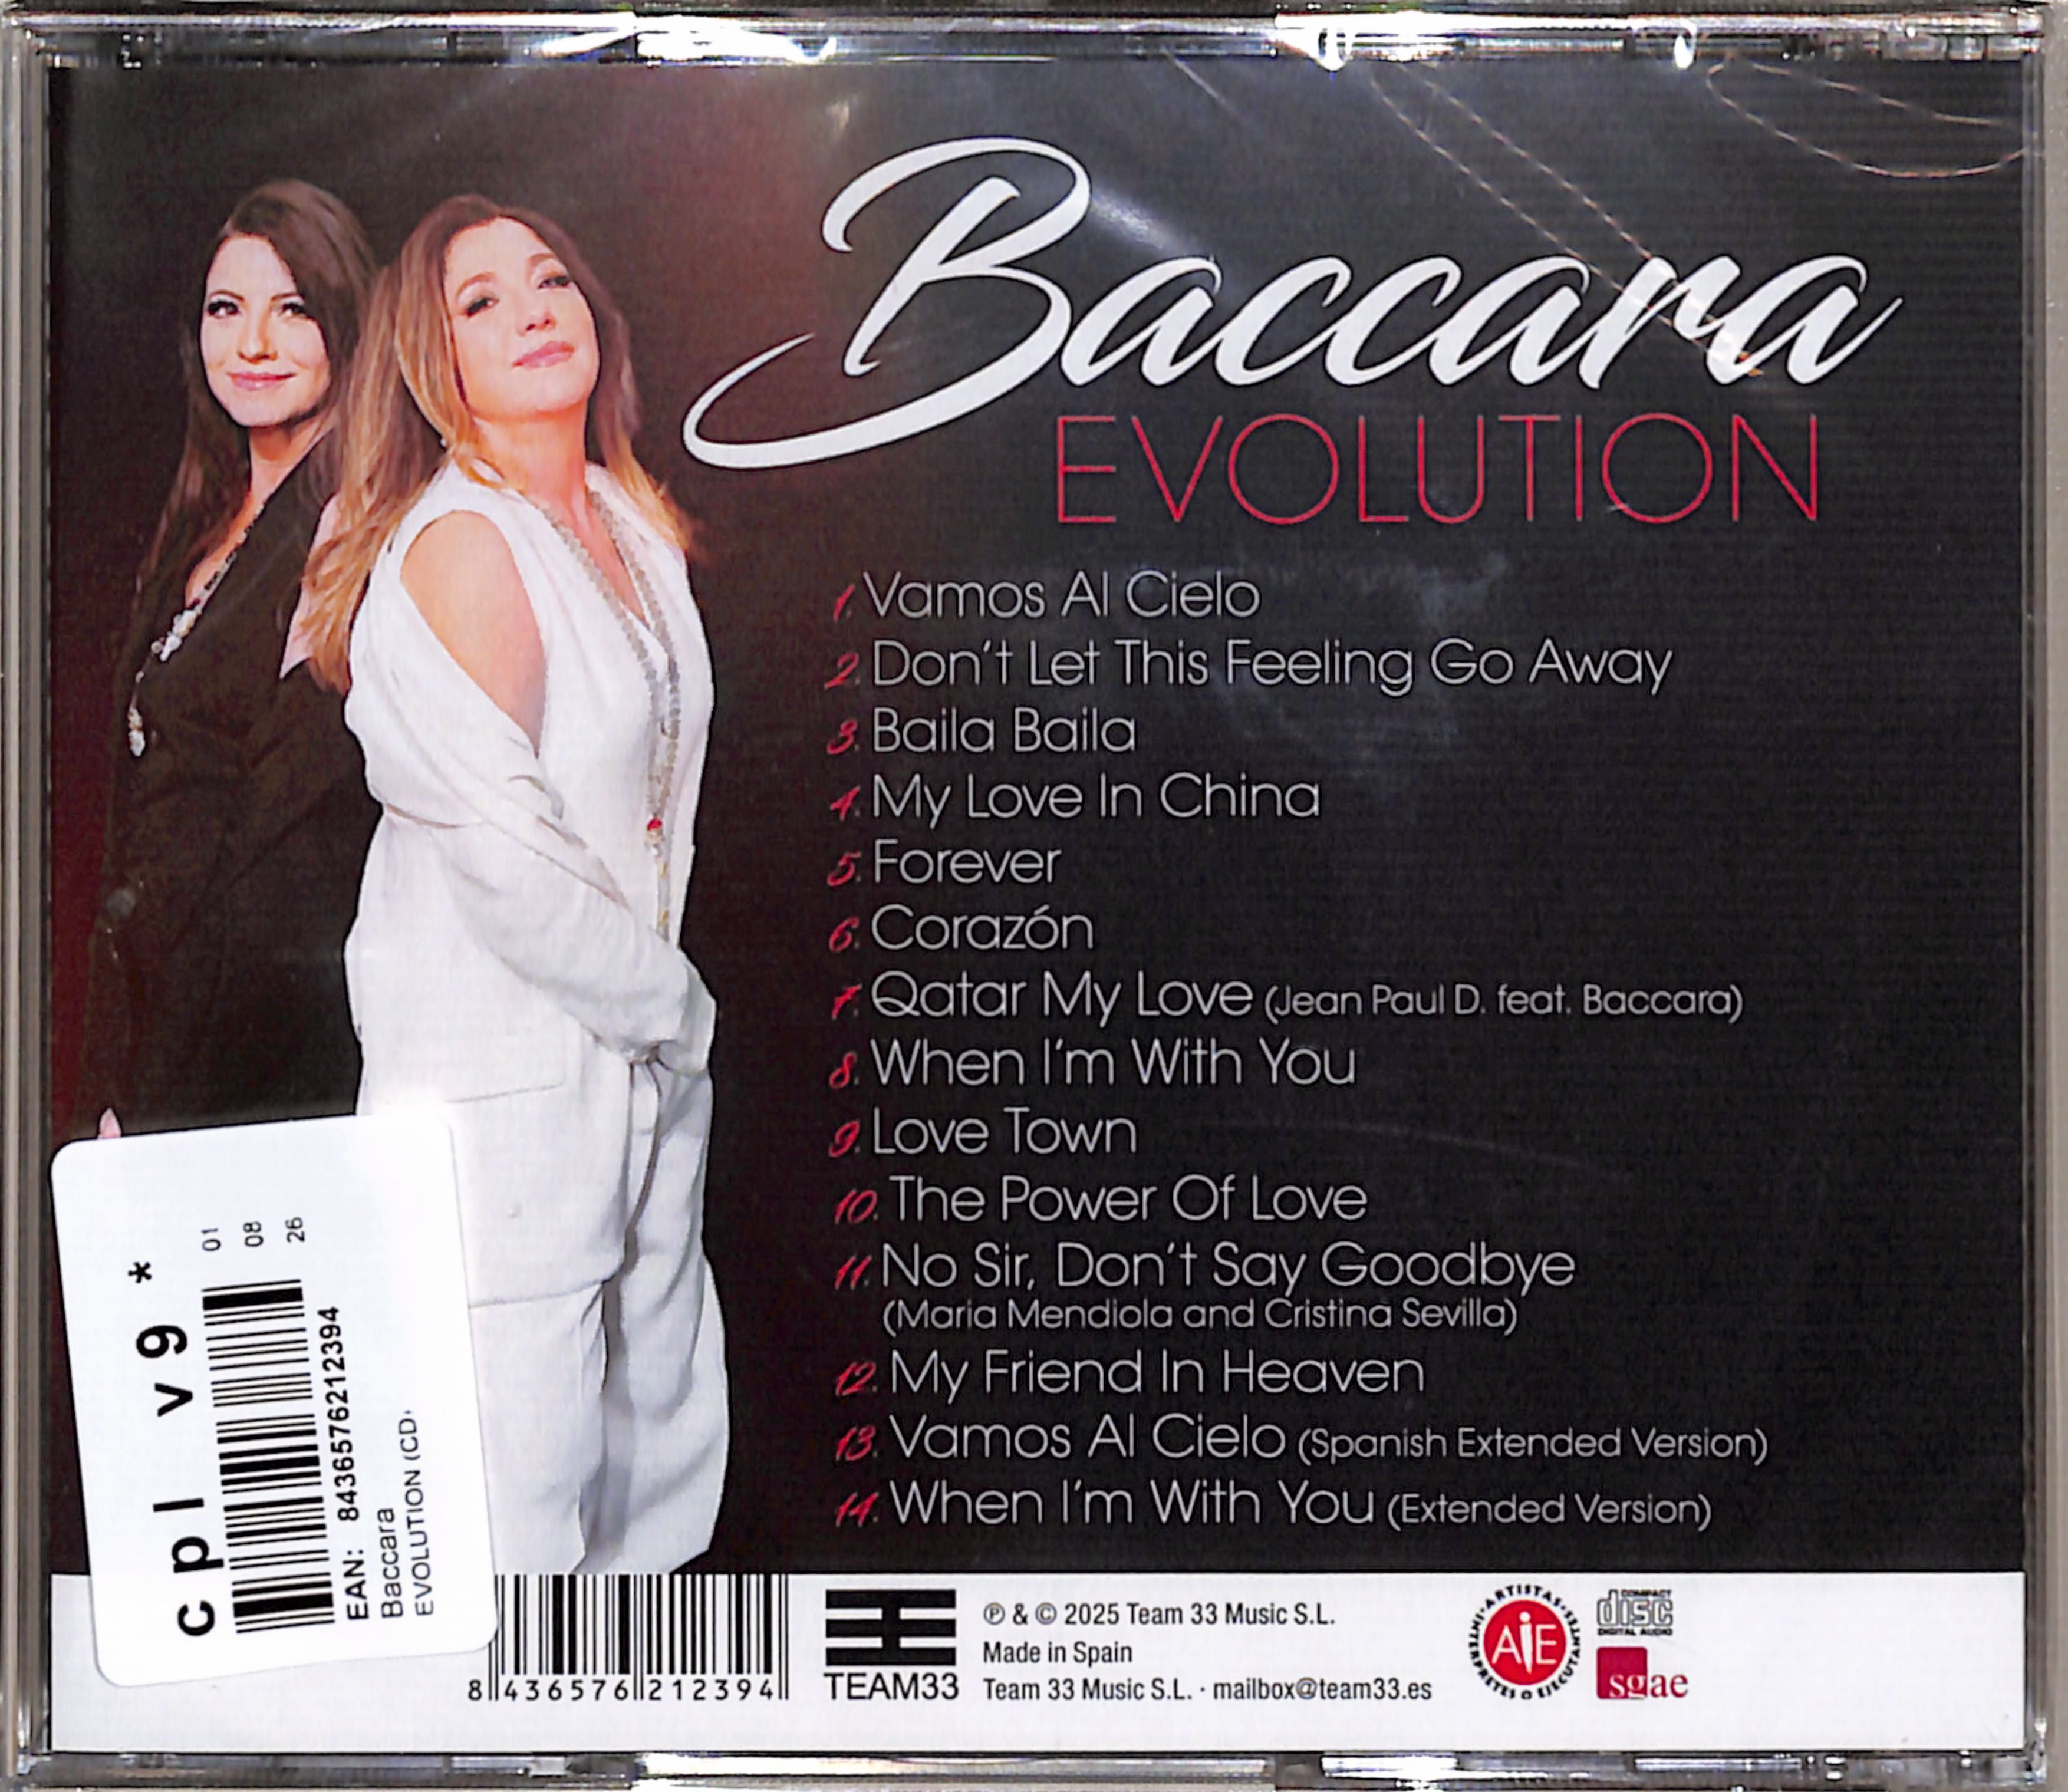 Baccara
EVOLUTION
1. Vamos Al Cielo
2. Don't Let This Feeling Go Away
3. Baila Baila
4. My Love In China
5. Forever
6. Corazón
7. Qatar My Love (Jean Paul D. feat. Baccara)
8. When I'm With You
9. Love Town
10. The Power Of Love
11. No Sir, Don't Say Goodbye
(Maria Mendiola and Cristina Sevilla)
12. My Friend In Heaven
13. Vamos Al Cielo (Spanish Extended Version)
14. When I'm With You (Extended Version)
cpl v9 *
01
08
26
EAN: 8436576212394
Baccara
EVOLUTION (CD)
8 436576 212394
TEAM33
℗ & © 2025 Team 33 Music S.L.
Made in Spain
Team 33 Music S.L. · mailbox@team33.es
ARTISTAS · INTÉRPRETES O EJECUTANTES
AiE
COMPACT
disc
DIGITAL AUDIO
sgae